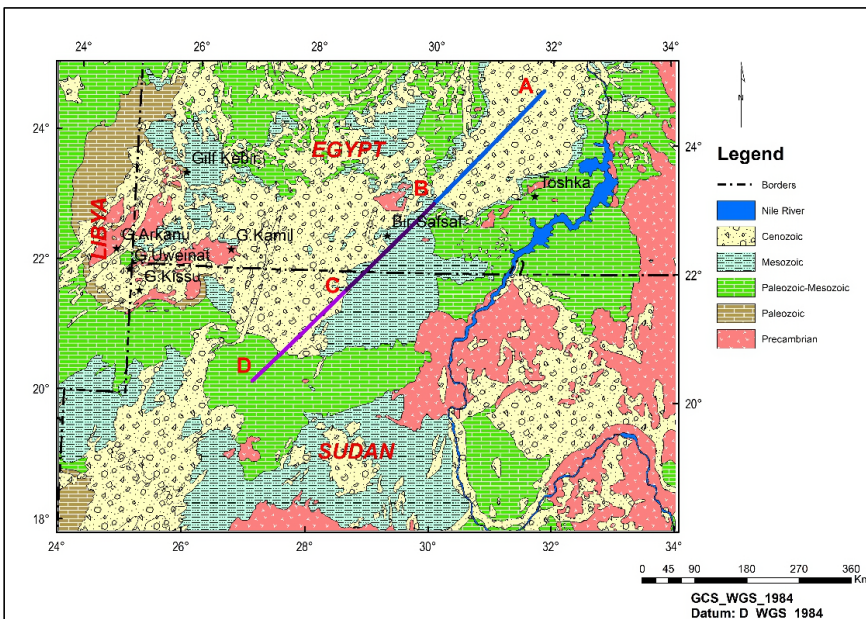 24° 26° 28° 30° 32° 34°
A
24° 24°
EGYPT
Gilf Kebir
B
Toshka
Bir Safsaf
LIBYA
G.Arkanu
G.Kamil
22°
G.Uweinat
22°
G.Kissu
C
D
20° 20°
SUDAN
18°
24° 26° 28° 30° 32° 34°
N
Legend
Borders
Nile River
Cenozoic
Mesozoic
Paleozoic-Mesozoic
Paleozoic
Precambrian
0 45 90 180 270 360
Km
GCS_WGS_1984
Datum: D_WGS_1984